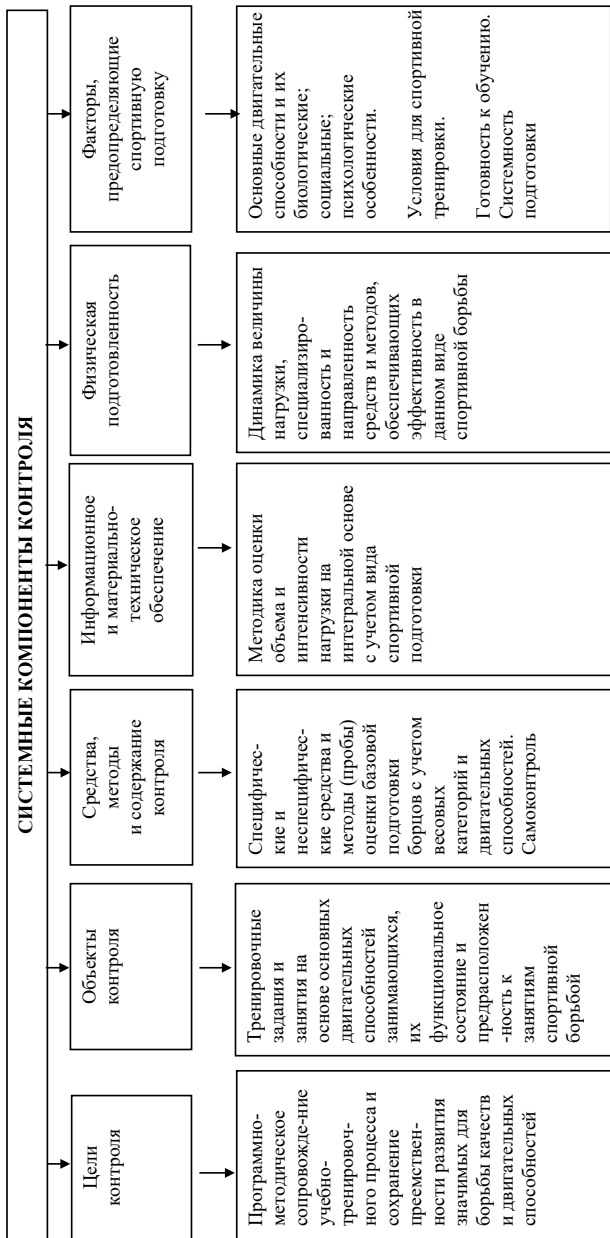 СИСТЕМНЫЕ КОМПОНЕНТЫ КОНТРОЛЯ
Цели
контроля
Программно-
методическое
сопровожде-ние
учебно-
тренировоч-
ного процесса и
сохранение
преемствен-
ности развития
значимых для
борьбы качеств
и двигательных
способностей
Объекты
контроля
Тренировочные
задания и
занятия на
основе основных
двигательных
способностей
занимающихся,
их
функциональное
состояние и
предрасположен
-ность к
занятиям
спортивной
борьбой
Средства,
методы
и содержание
контроля
Специфичес-
кие и
неспецифичес-
кие средства и
методы (пробы)
оценки базовой
подготовки
борцов с учетом
весовых
категорий и
двигательных
способностей.
Самоконтроль
Информационное
и материально-
техническое
обеспечение
Методика оценки
объема и
интенсивности
нагрузки на
интегральной основе
с учетом вида
спортивной
подготовки
Физическая
подготовленность
Динамика величины
нагрузки,
специализиро-
ванность и
направленность
средств и методов,
обеспечивающих
эффективность в
данном виде
спортивной борьбы
Факторы,
предопределяющие
спортивную
подготовку
Основные двигательные
способности и их
биологические;
социальные;
психологические
особенности.
Условия для спортивной
тренировки.
Готовность к обучению.
Системность
подготовки